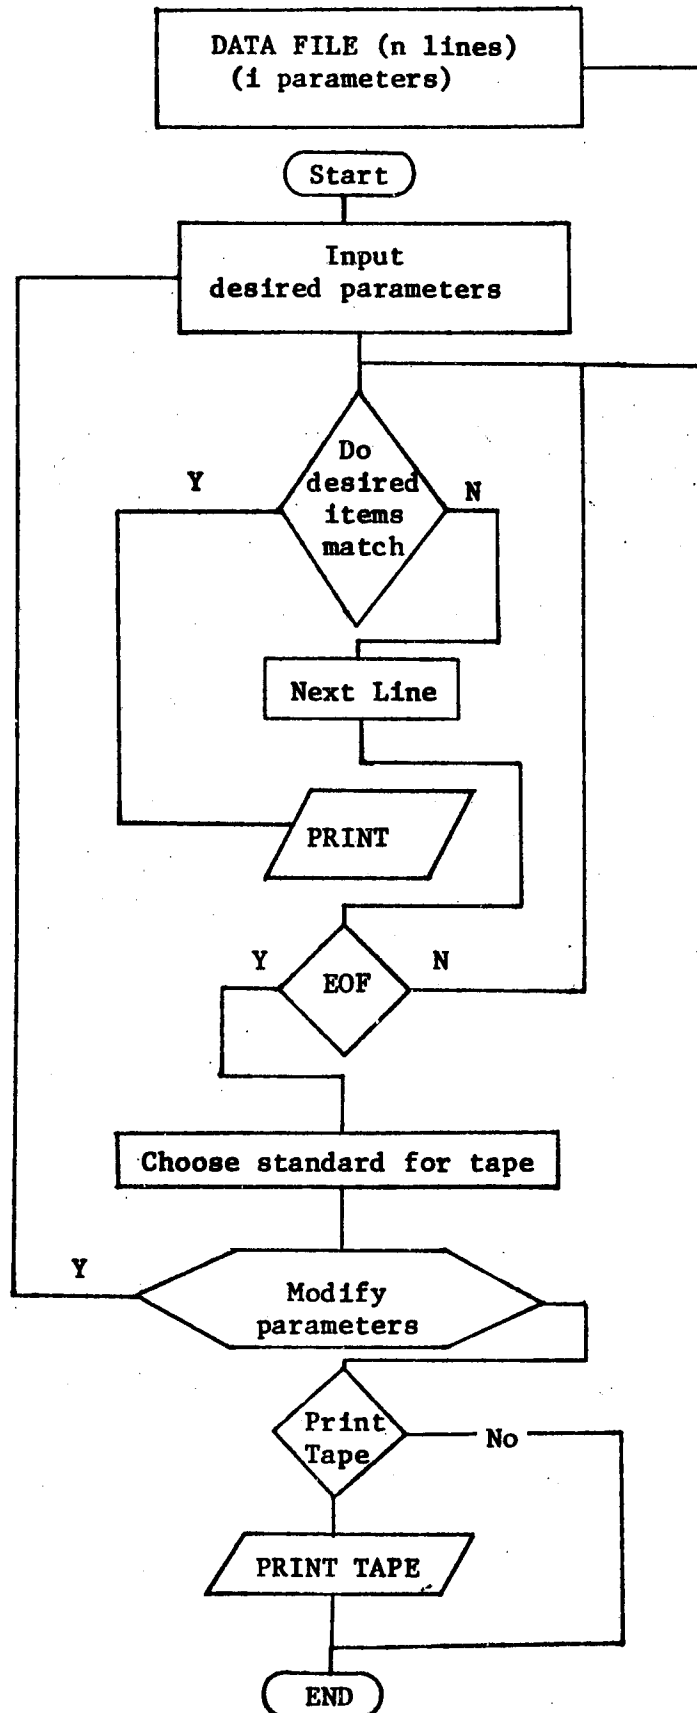 DATA FILE (n lines)
(i parameters)
Start
Input
desired parameters
Do
desired
items
match
Y
N
Next Line
PRINT
Y
N
EOF
Choose standard for tape
Y
Modify
parameters
Print
Tape
No
PRINT TAPE
END